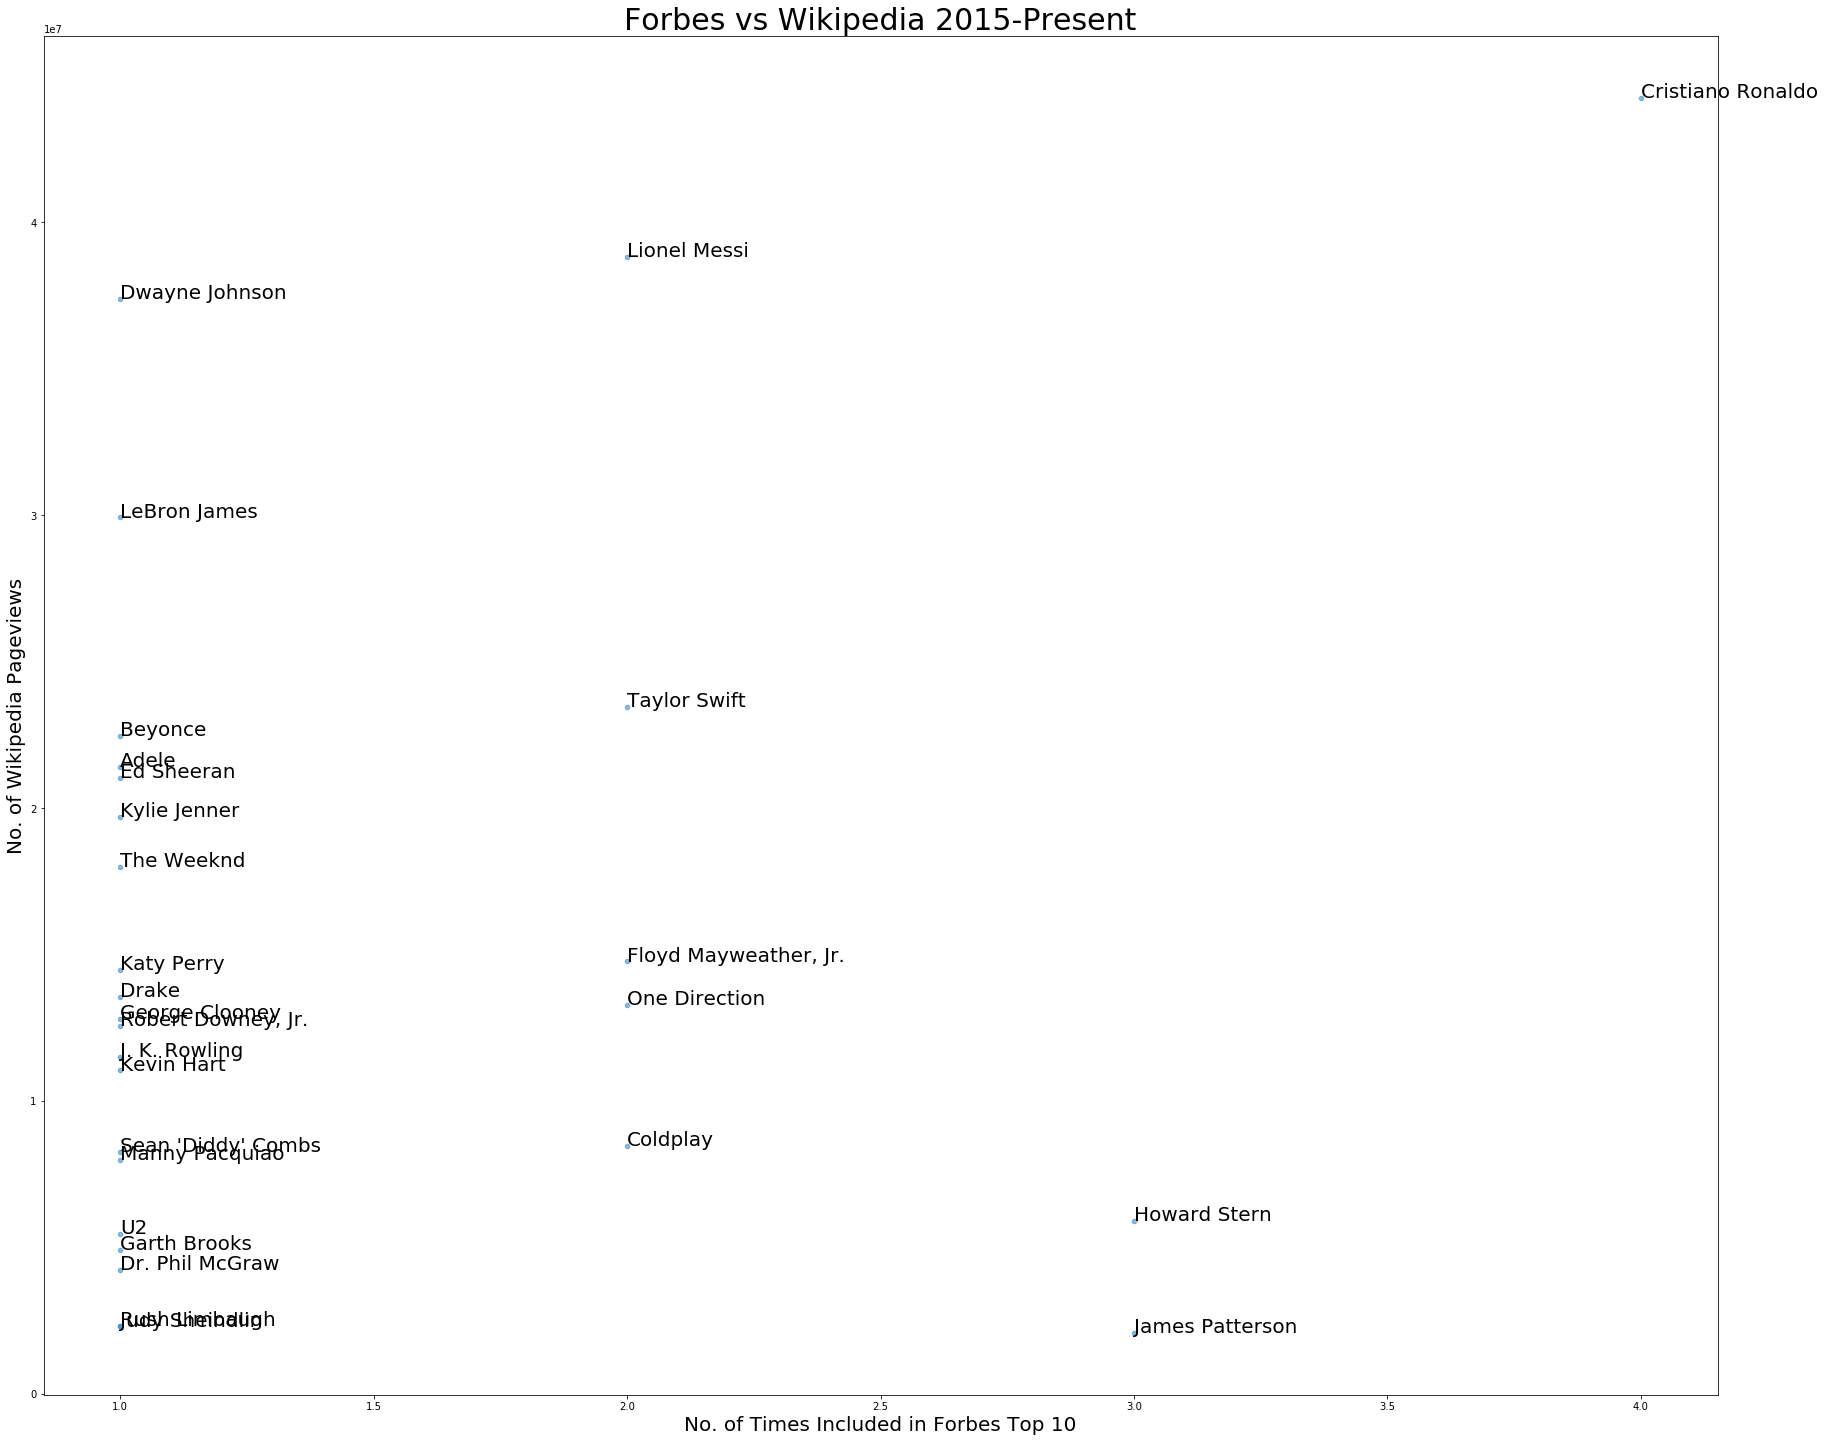 Forbes vs Wikipedia 2015-Present
1e7
Cristiano Ronaldo
4
Lionel Messi
Dwayne Johnson
LeBron James
3
No. of Wikipedia Pageviews
Taylor Swift
Beyonce
Adele
Ed Sheeran
2
Kylie Jenner
The Weeknd
Floyd Mayweather, Jr.
Katy Perry
Drake
One Direction
George Clooney
Robert Downey, Jr.
J. K. Rowling
Kevin Hart
1
Coldplay
Sean 'Diddy' Combs
Manny Pacquiao
Howard Stern
U2
Garth Brooks
Dr. Phil McGraw
Rush Limbaugh
Judy Sheindlin
James Patterson
0
1.0 1.5 2.0 2.5 3.0 3.5 4.0
No. of Times Included in Forbes Top 10